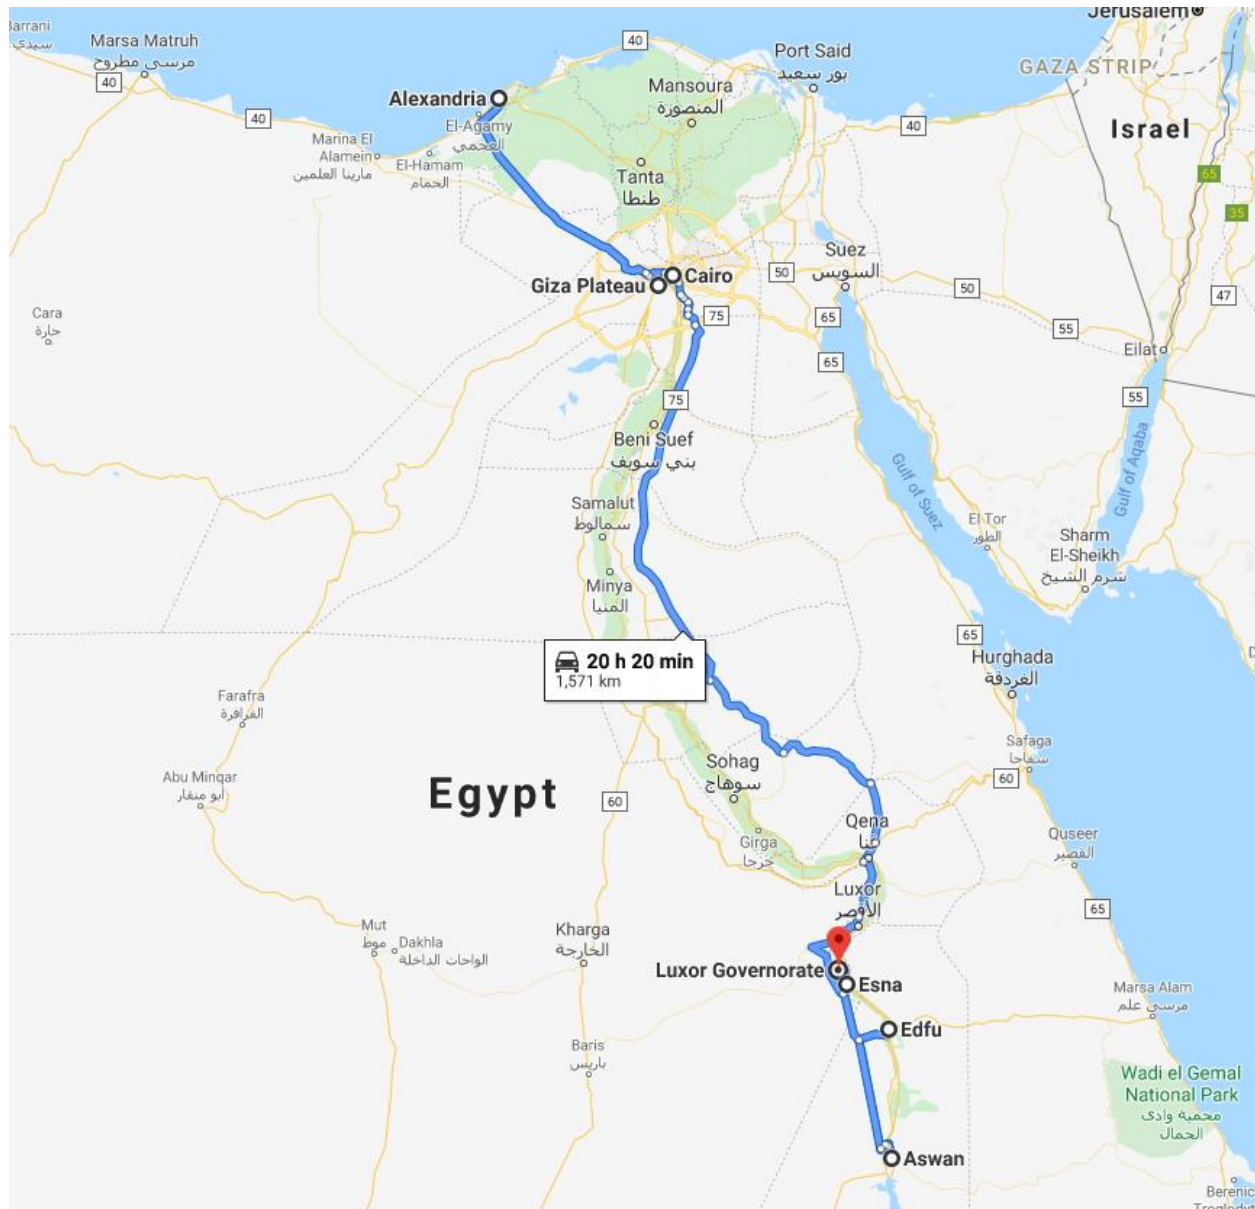 Jerusalem
Barrani
سيدي
Marsa Matruh
مرسى مطروح
40
40
Port Said
بور سعيد
GAZA STRIP
Mansoura
المنصورة
Alexandria
El-Agamy
العجمي
40
40
40
Israel
Marina El
Alamein
مارينا العلمين
El-Hamam
الحمام
Tanta
طنطا
65
35
Suez
السويس
Cairo
50
Giza Plateau
50
47
Cara
جارة
75
65
55
Eilat
65
75
55
Beni Suef
بني سويف
Gulf of Suez
Gulf of Aqaba
Samalut
سمالوط
El Tor
الطور
Sharm
El-Sheikh
شرم الشيخ
Minya
المنيا
65
20 h 20 min
1,571 km
Hurghada
الغردقة
Farafra
الفرافرة
Safaga
سفاجا
Sohag
سوهاج
Abu Minqar
أبو منقار
Egypt
60
60
Qena
قنا
Girga
جرجا
Quseer
القصير
Luxor
الأقصر
65
Mut
موط
Dakhla
الواحات الداخلة
Kharga
الخارجة
Luxor Governorate
Esna
Marsa Alam
مرسى علم
Edfu
Baris
باريس
Wadi el Gemal
National Park
محمية وادي
الجمال
Aswan
Berenic